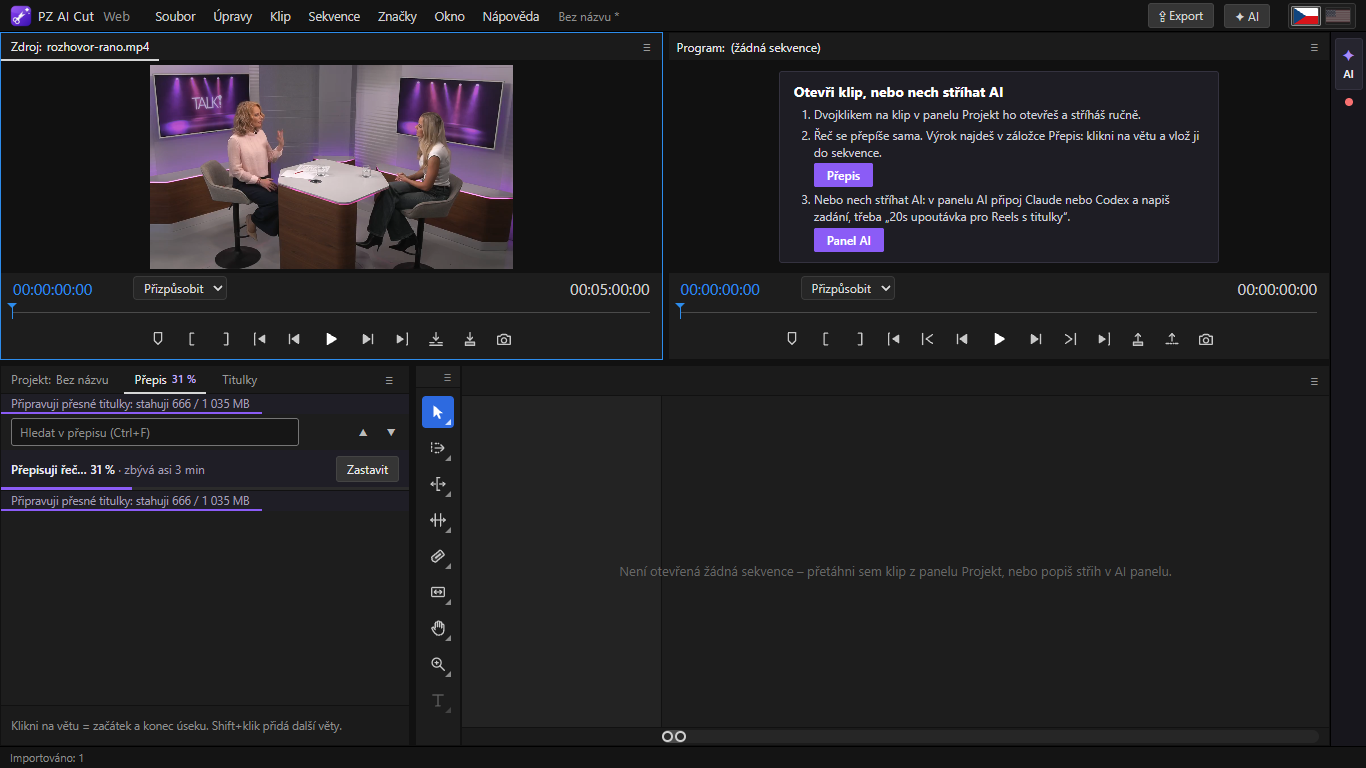 PZ AI Cut Web Soubor Úpravy Klip Sekvence Značky Okno Nápověda Bez názvu * Export AI
Zdroj: rozhovor-rano.mp4
TALK?
00:00:00:00 Přizpůsobit 00:05:00:00
Program: (žádná sekvence)
Otevři klip, nebo nech stříhat AI
1. Dvojklikem na klip v panelu Projekt ho otevřeš a stříháš ručně.
2. Řeč se přepíše sama. Výrok najdeš v záložce Přepis: klikni na větu a vlož ji
do sekvence.
Přepis
3. Nebo nech stříhat AI: v panelu AI připoj Claude nebo Codex a napiš
zadání, třeba „20s upoutávka pro Reels s titulky“.
Panel AI
00:00:00:00 Přizpůsobit 00:00:00:00
AI
Projekt: Bez názvu Přepis 31 % Titulky
Připravuji přesné titulky: stahuji 666 / 1 035 MB
Hledat v přepisu (Ctrl+F)
Přepisuji řeč... 31 % · zbývá asi 3 min Zastavit
Připravuji přesné titulky: stahuji 666 / 1 035 MB
Klikni na větu = začátek a konec úseku. Shift+klik přidá další věty.
Není otevřená žádná sekvence – přetáhni sem klip z panelu Projekt, nebo popiš střih v AI panelu.
Importováno: 1